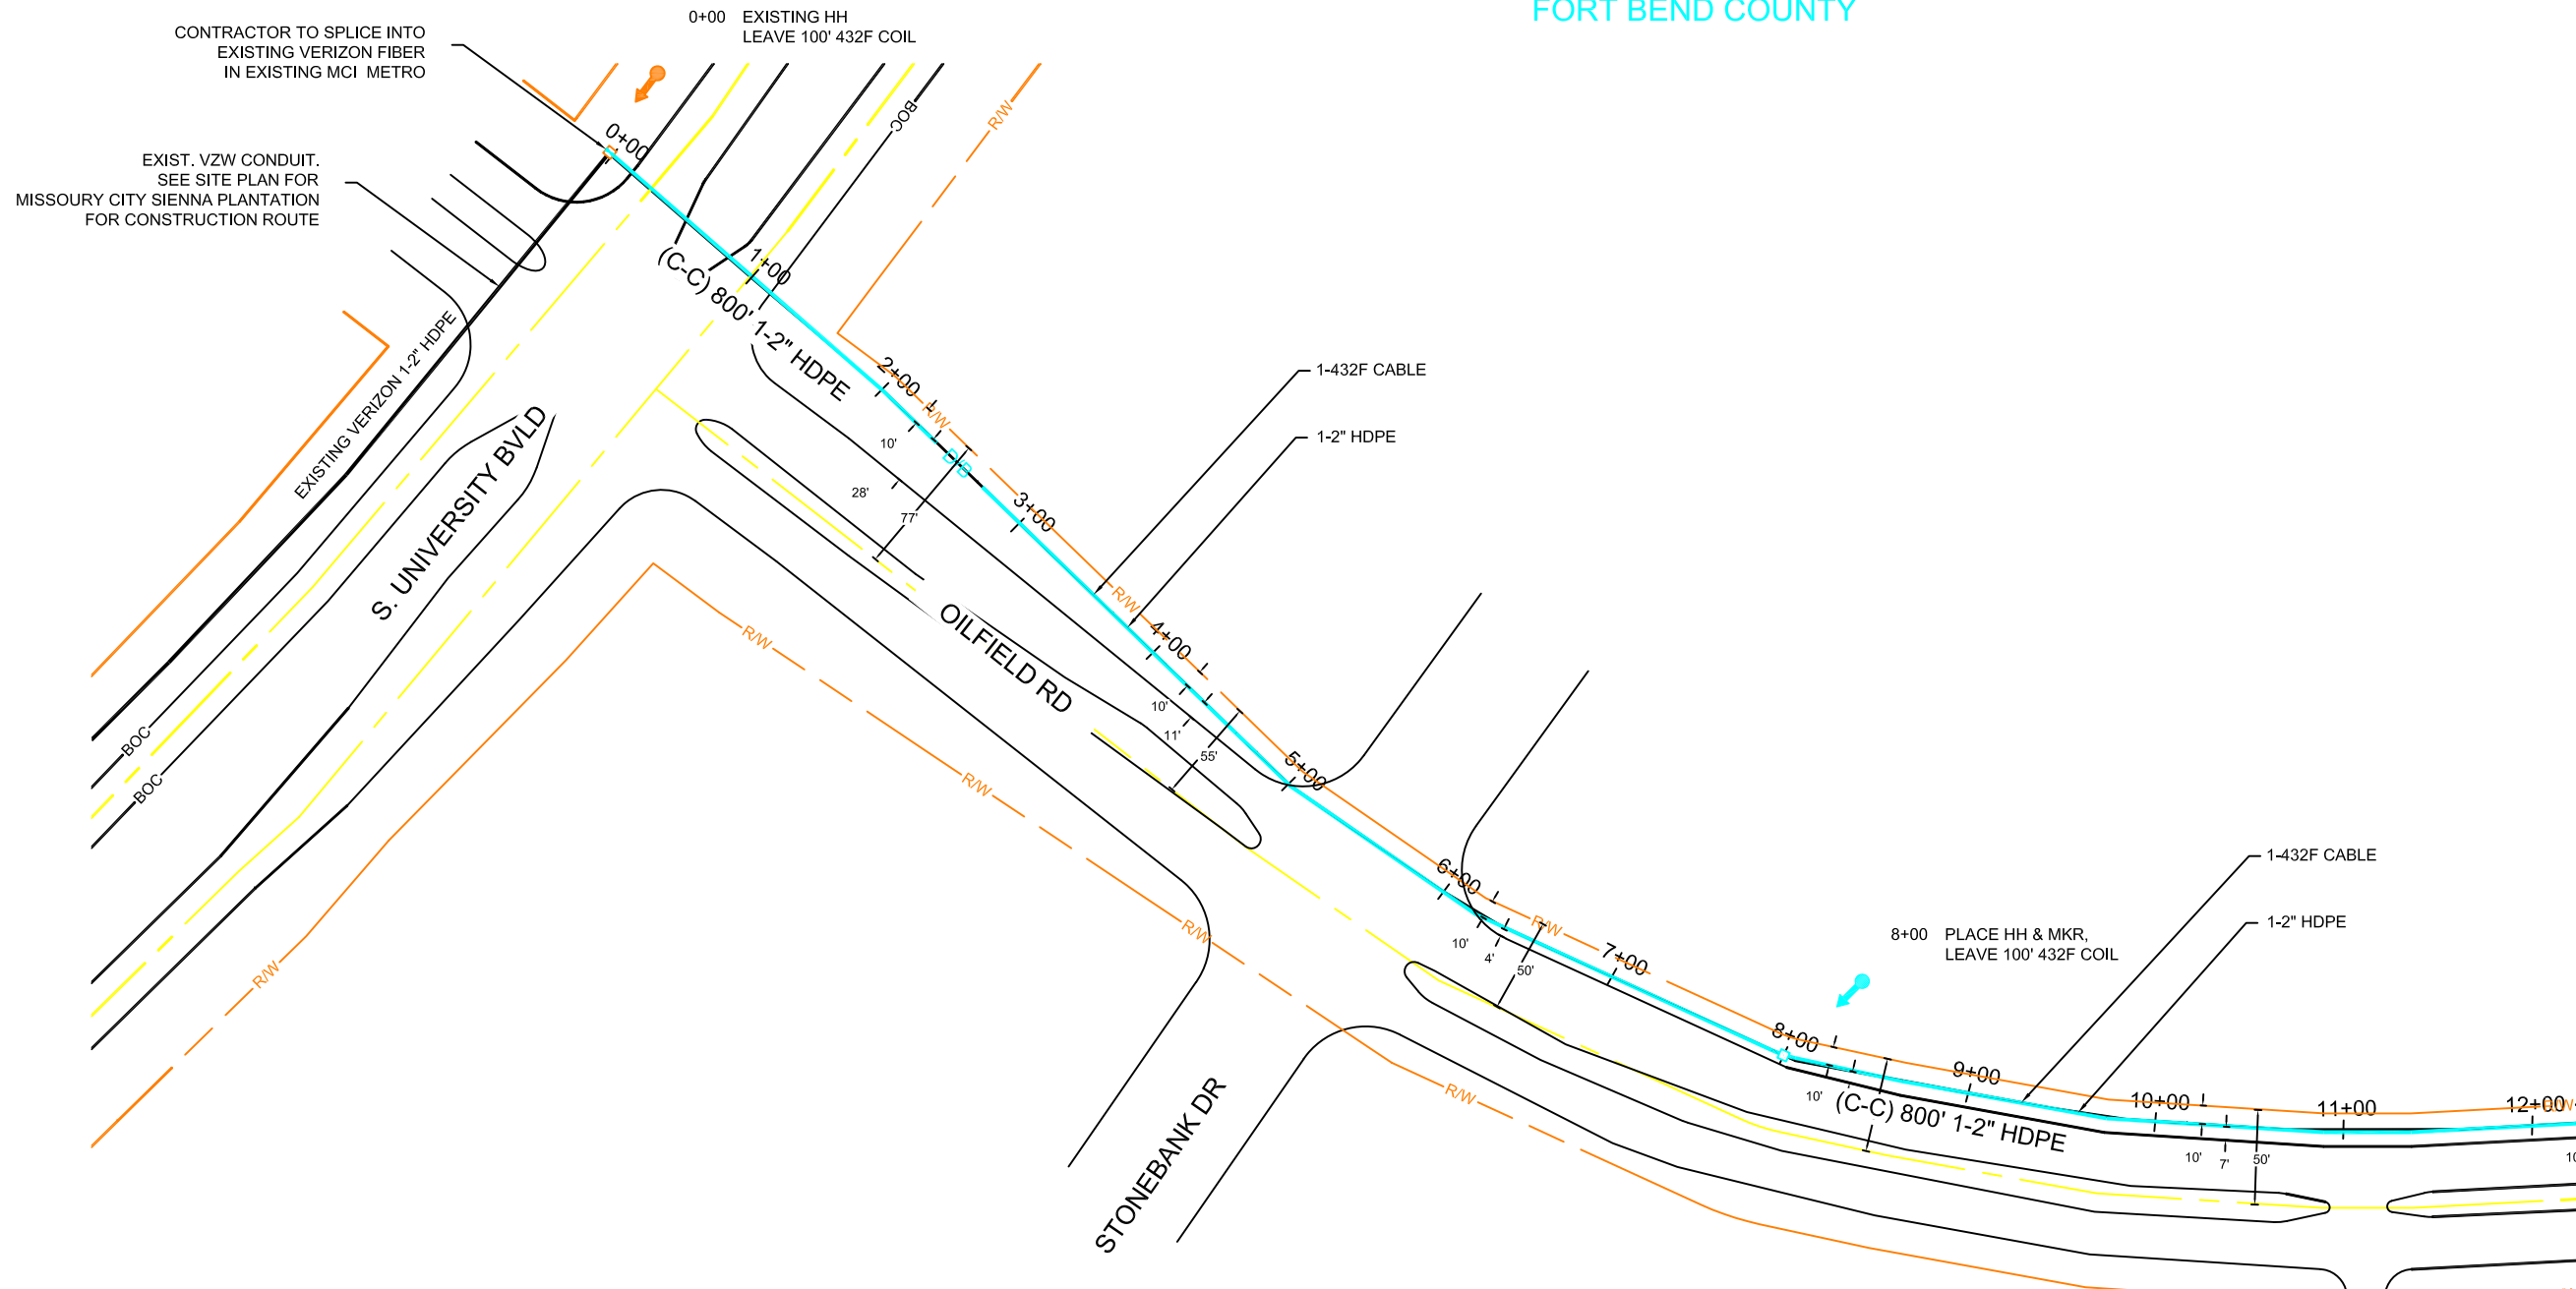 FORT BEND COUNTY
0+00 EXISTING HH
LEAVE 100' 432F COIL
CONTRACTOR TO SPLICE INTO
EXISTING VERIZON FIBER
IN EXISTING MCI METRO
EXIST. VZW CONDUIT.
SEE SITE PLAN FOR
MISSOURY CITY SIENNA PLANTATION
FOR CONSTRUCTION ROUTE
0+00
BOC
R/W
1+00
(C-C) 800' 1-2" HDPE
EXISTING VERIZON 1-2" HDPE
S. UNIVERSITY BVLD
2+00
R/W
10'
28'
77'
3+00
1-432F CABLE
1-2" HDPE
OILFIELD RD
R/W
R/W
4+00
10'
11'
55'
5+00
BOC
BOC
R/W
R/W
R/W
6+00
10'
4'
50'
R/W
7+00
8+00 PLACE HH & MKR,
LEAVE 100' 432F COIL
1-432F CABLE
1-2" HDPE
8+00
10'
9+00
(C-C) 800' 1-2" HDPE
10+00
10'
7'
50'
11+00
12+00
R/W
10
R/W
STONEBANK DR